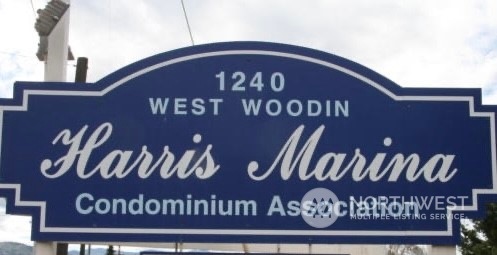 1240
WEST WOODIN
Harris Marina
Condominium Association
NORTHWEST
MULTIPLE LISTING SERVICE